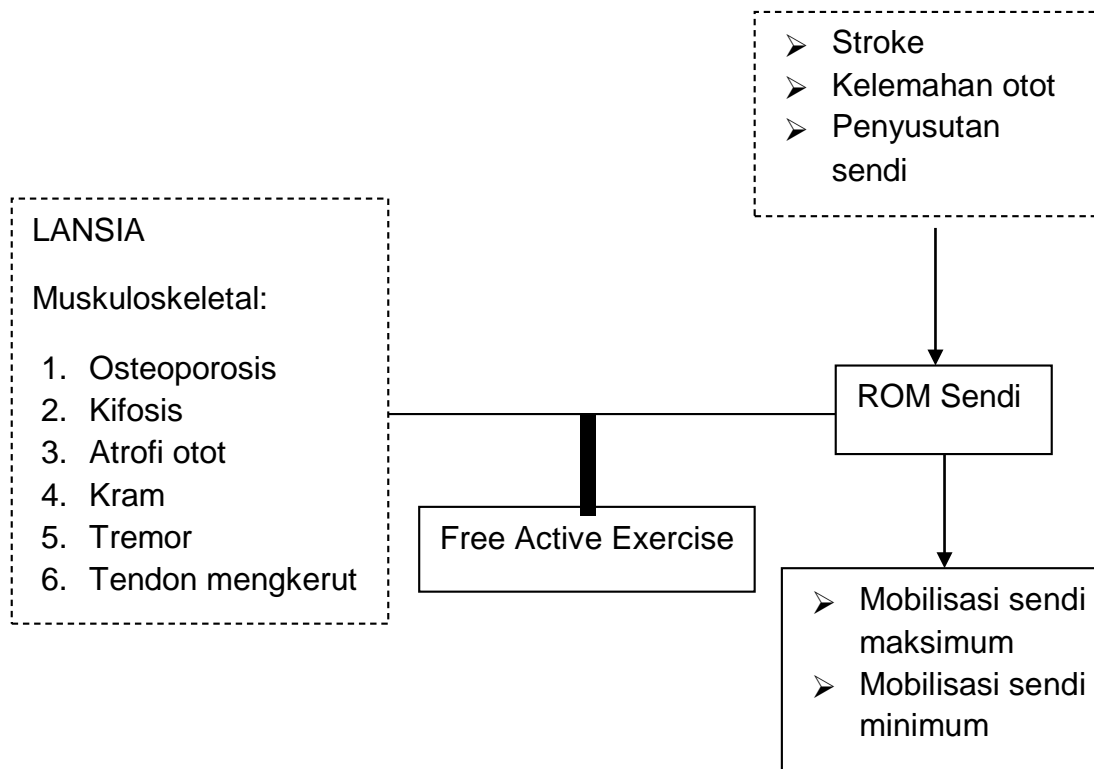 ➢ Stroke
➢ Kelemahan otot
➢ Penyusutan
sendi
LANSIA
Muskuloskeletal:
1. Osteoporosis
2. Kifosis
3. Atrofi otot
4. Kram
5. Tremor
6. Tendon mengkerut
ROM Sendi
Free Active Exercise
➢ Mobilisasi sendi
maksimum
➢ Mobilisasi sendi
minimum